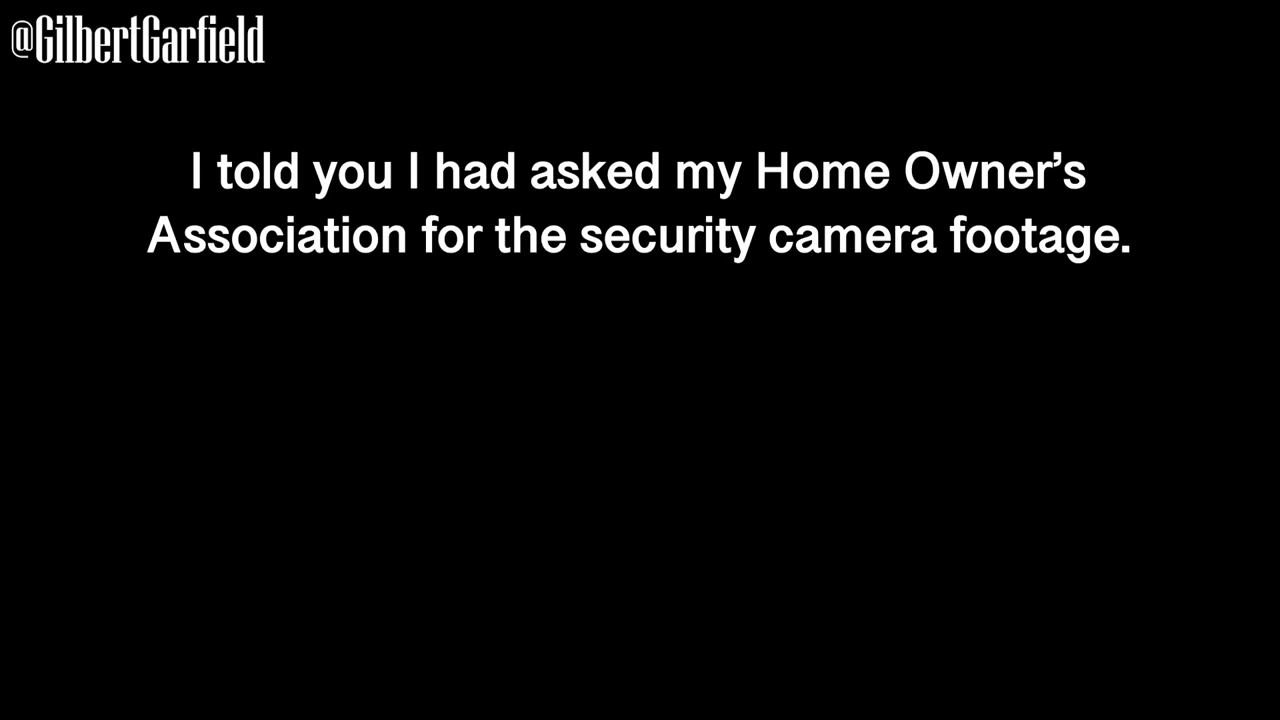 @GilbertGarfield
I told you I had asked my Home Owner’s
Association for the security camera footage.